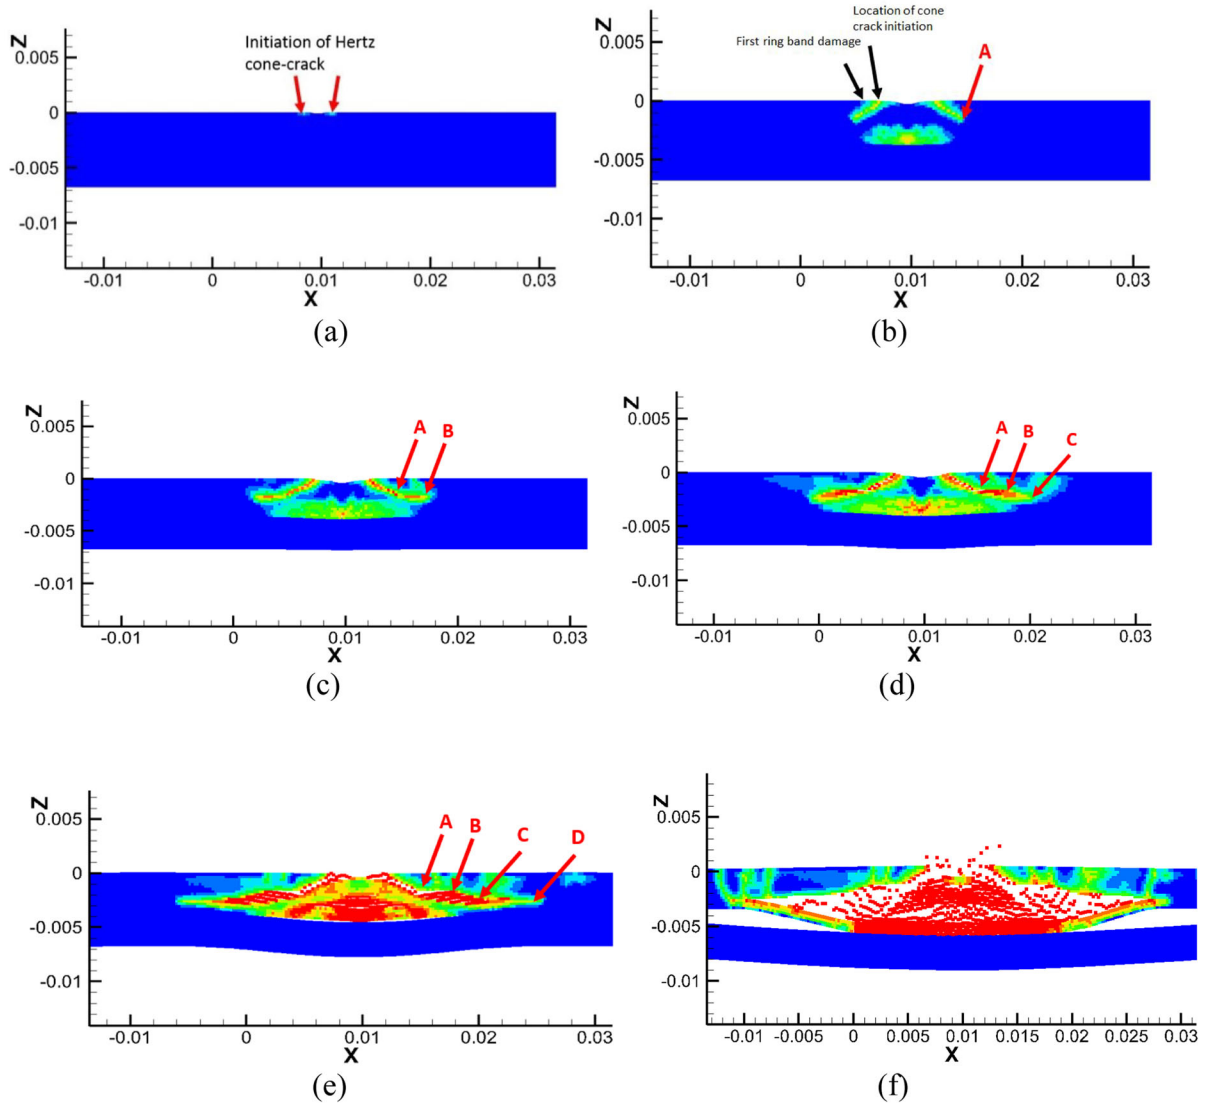 Z
0.005
0
-0.005
-0.01
Initiation of Hertz
cone-crack
-0.01 0 0.01 0.02 0.03
X
(a)
Z
0.005
0
-0.005
-0.01
Location of cone
crack initiation
First ring band damage
A
-0.01 0 0.01 0.02 0.03
X
(b)
Z
0.005
0
-0.005
-0.01
A B
-0.01 0 0.01 0.02 0.03
X
(c)
Z
0.005
0
-0.005
-0.01
A B C
-0.01 0 0.01 0.02 0.03
X
(d)
Z
0.005
0
-0.005
-0.01
A B C D
-0.01 0 0.01 0.02 0.03
X
(e)
Z
0.005
0
-0.005
-0.01
-0.01 -0.005 0 0.005 0.01 0.015 0.02 0.025 0.03
X
(f)